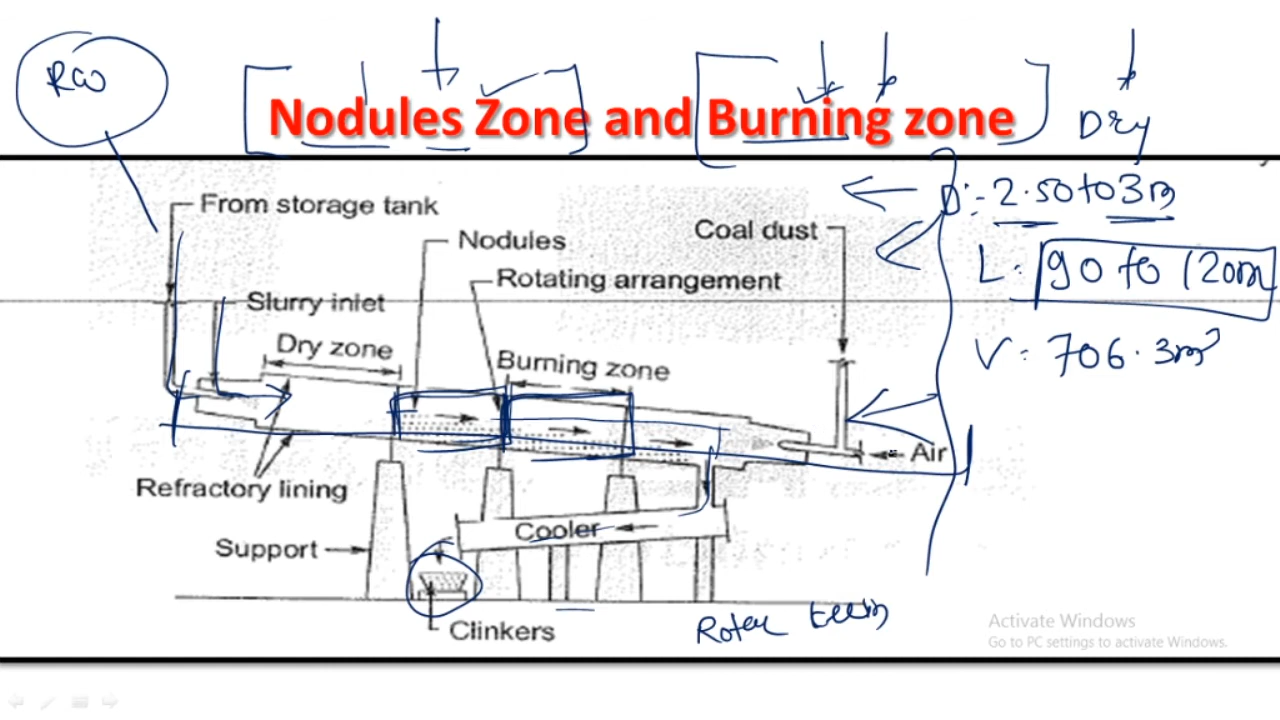 Raw
Nodules Zone and Burning zone
Dry
From storage tank
D:- 2.50 to 3m
Nodules
Coal dust
Rotating arrangement
L: 90 to 120m
Slurry inlet
Dry zone
Burning zone
V: 706.3m³
Air
Refractory lining
Cooler
Support
Clinkers
Activate Windows
Go to PC settings to activate Windows.